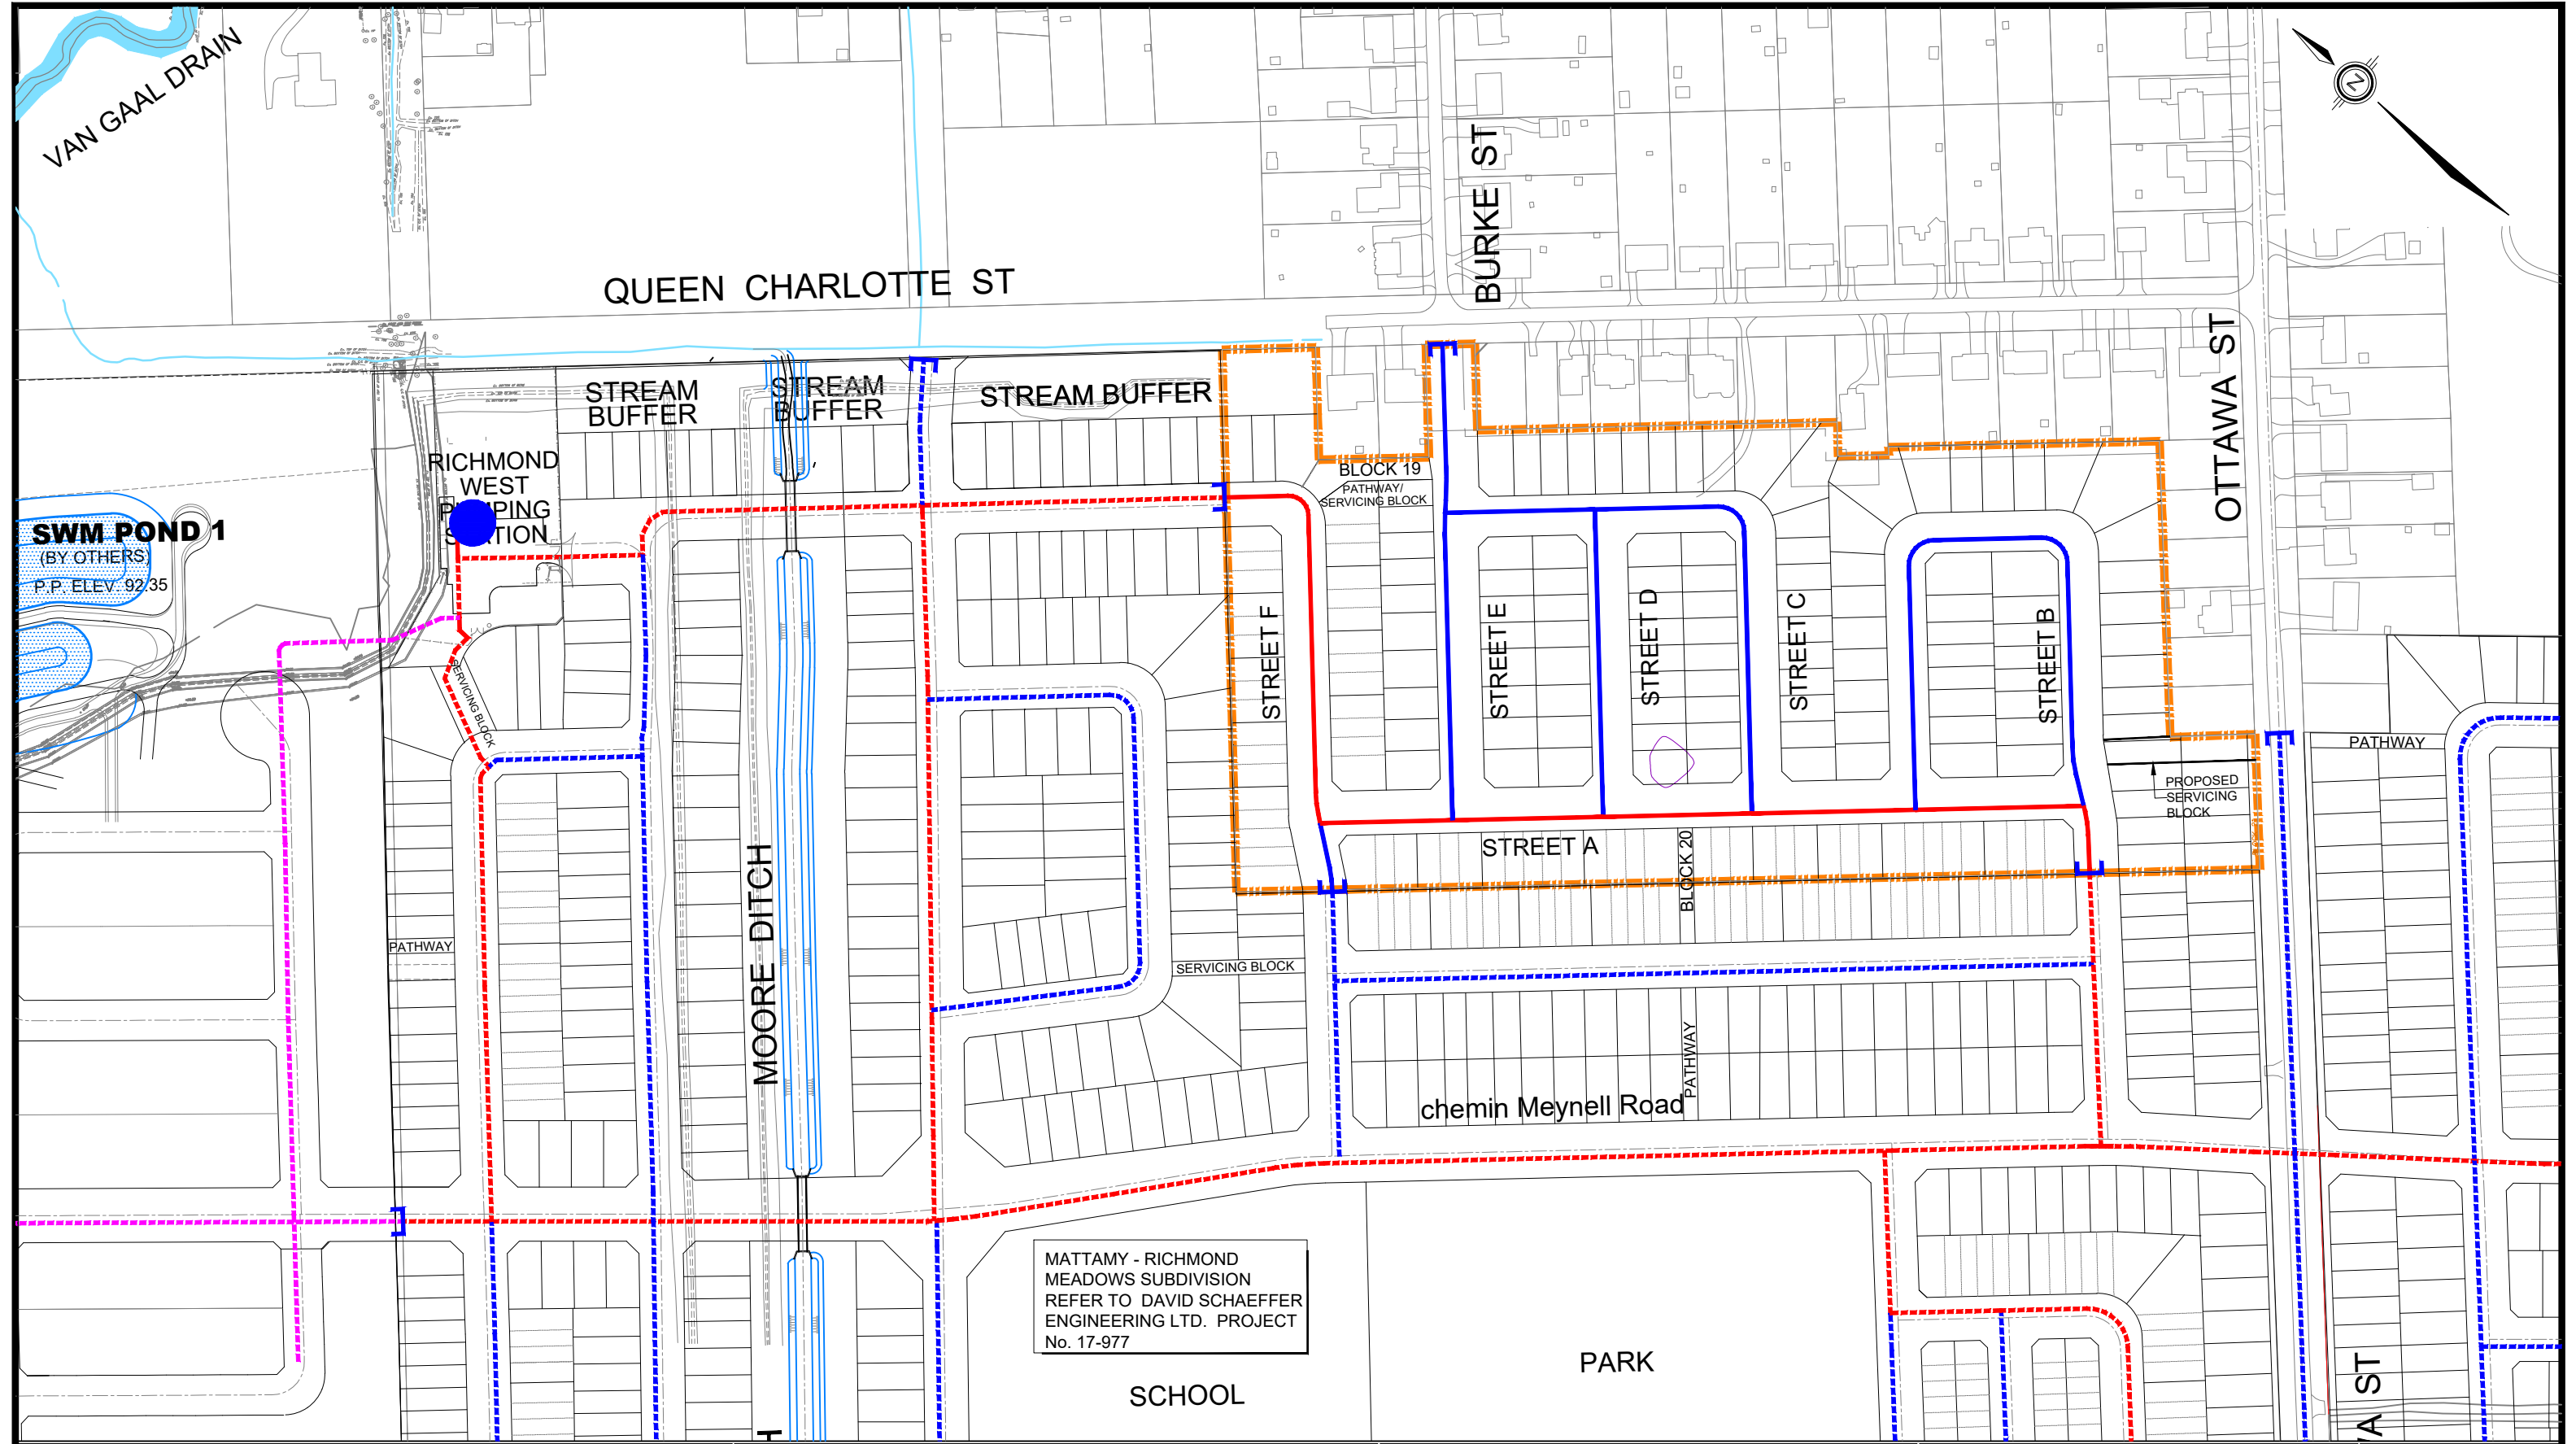 VAN GAAL DRAIN
N
QUEEN CHARLOTTE ST
BURKE ST
OTTAWA ST
STREAM
BUFFER
STREAM
BUFFER
STREAM BUFFER
RICHMOND
WEST
PUMPING
STATION
BLOCK 19
PATHWAY/
SERVICING BLOCK
SWM POND 1
(BY OTHERS)
P.P. ELEV 92.35
SERVICING BLOCK
STREET F
STREET E
STREET D
STREET C
STREET B
PATHWAY
PROPOSED
SERVICING
BLOCK
STREET A
BLOCK 20
MOORE DITCH
PATHWAY
SERVICING BLOCK
PATHWAY
chemin Meynell Road
MATTAMY - RICHMOND
MEADOWS SUBDIVISION
REFER TO DAVID SCHAEFFER
ENGINEERING LTD. PROJECT
No. 17-977
SCHOOL
PARK
H
WA ST